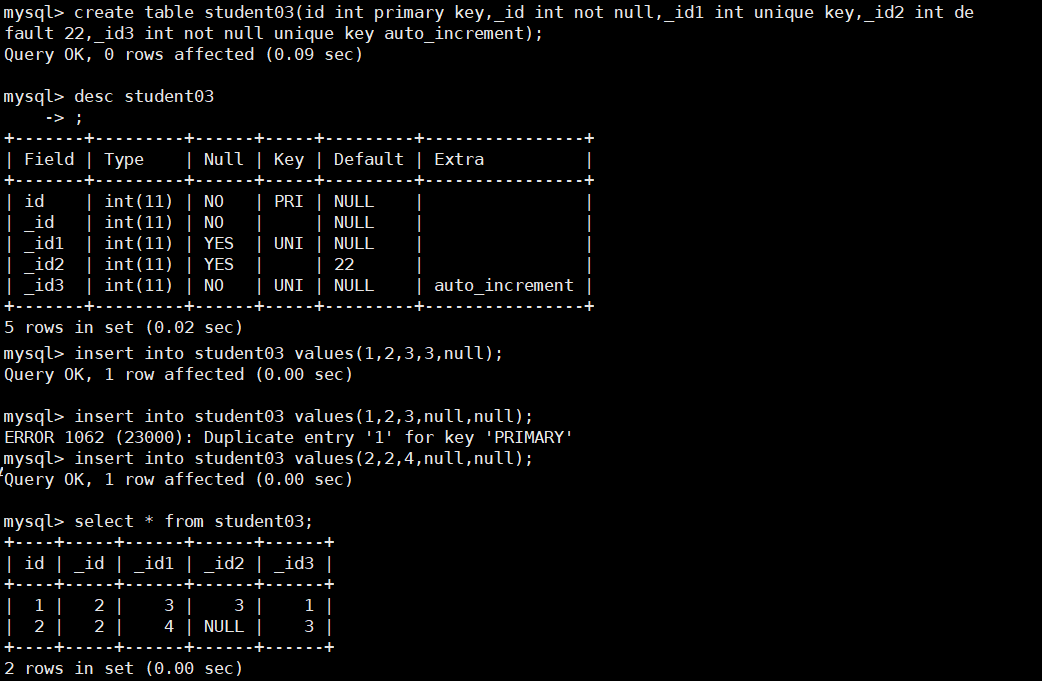 mysql> create table student03(id int primary key,_id int not null,_id1 int unique key,_id2 int de
fault 22,_id3 int not null unique key auto_increment);
Query OK, 0 rows affected (0.09 sec)
mysql> desc student03
    -> ;
+-------+---------+------+-----+---------+----------------+
| Field | Type    | Null | Key | Default | Extra          |
+-------+---------+------+-----+---------+----------------+
| id    | int(11) | NO   | PRI | NULL    |                |
| _id   | int(11) | NO   |     | NULL    |                |
| _id1  | int(11) | YES  | UNI | NULL    |                |
| _id2  | int(11) | YES  |     | 22      |                |
| _id3  | int(11) | NO   | UNI | NULL    | auto_increment |
+-------+---------+------+-----+---------+----------------+
5 rows in set (0.02 sec)
mysql> insert into student03 values(1,2,3,3,null);
Query OK, 1 row affected (0.00 sec)
mysql> insert into student03 values(1,2,3,null,null);
ERROR 1062 (23000): Duplicate entry '1' for key 'PRIMARY'
mysql> insert into student03 values(2,2,4,null,null);
Query OK, 1 row affected (0.00 sec)
mysql> select * from student03;
+----+-----+------+------+------+
| id | _id | _id1 | _id2 | _id3 |
+----+-----+------+------+------+
|  1 |   2 |    3 |    3 |    1 |
|  2 |   2 |    4 | NULL |    3 |
+----+-----+------+------+------+
2 rows in set (0.00 sec)